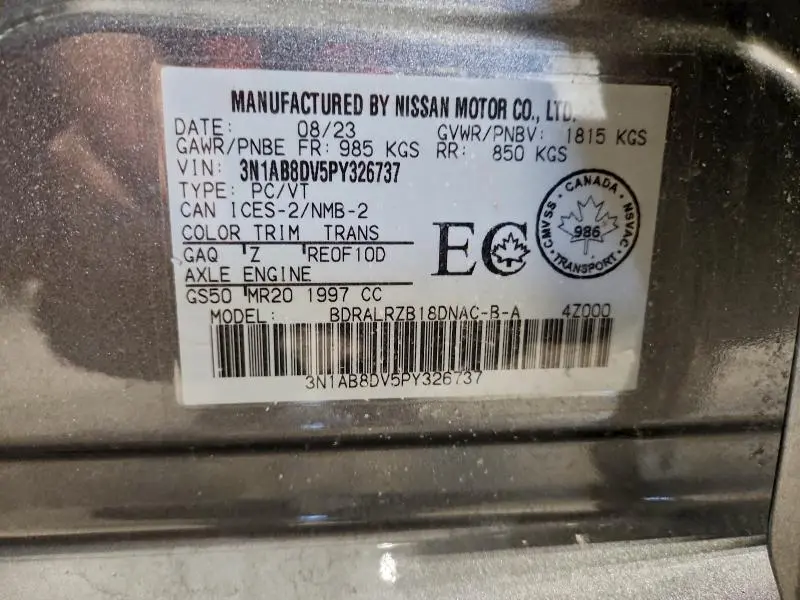 MANUFACTURED BY NISSAN MOTOR CO., LTD.
DATE: 08/23 GVWR/PNBV: 1815 KGS
GAWR/PNBE FR: 985 KGS RR: 850 KGS
VIN: 3N1AB8DV5PY326737
TYPE: PC/VT
CAN ICES-2/NMB-2
COLOR TRIM TRANS
GAQ Z RE0F10D
AXLE ENGINE
GS50 MR20 1997 CC
EC
CANADA
CMVSS 986 NSVAC
TRANSPORT
MODEL: BDRALRZB18DNAC-B-A 4Z000
3N1AB8DV5PY326737